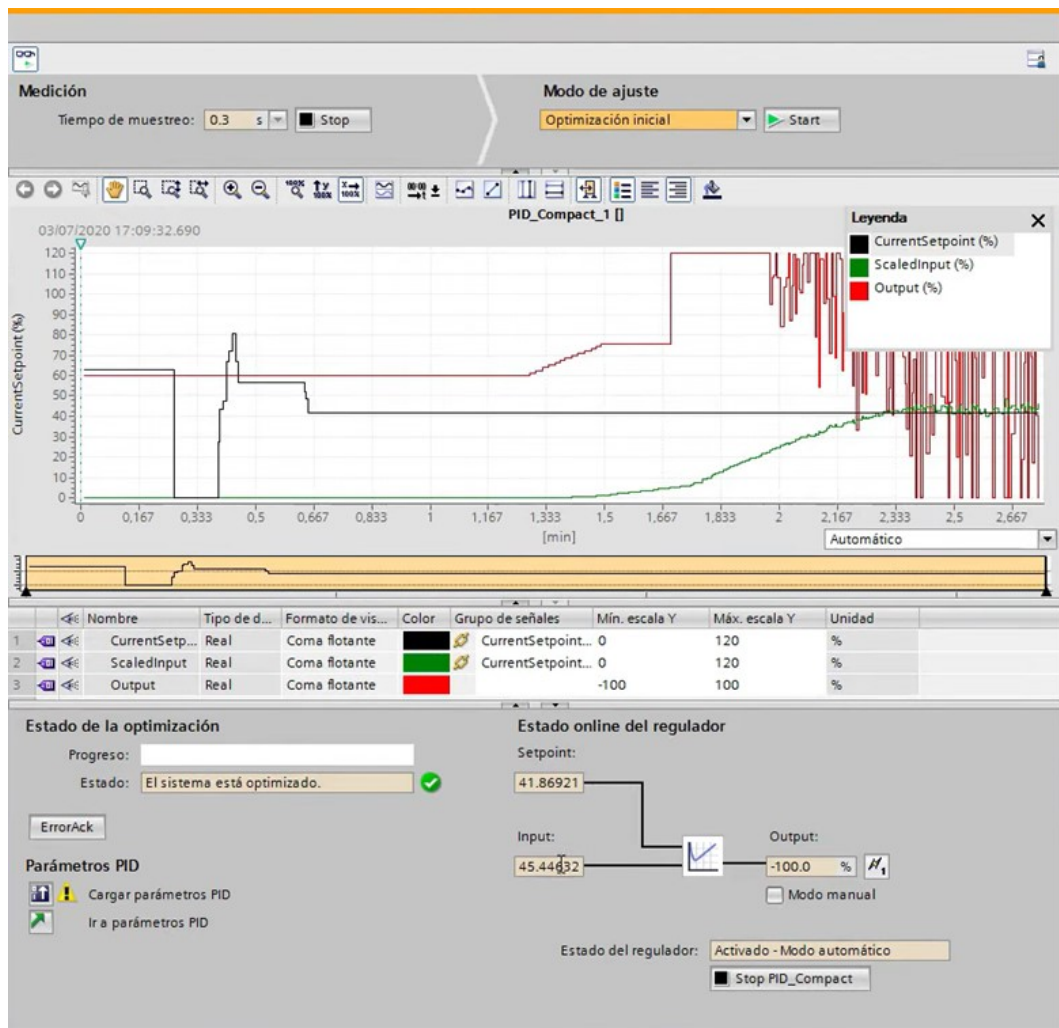 Medición
Modo de ajuste
Tiempo de muestreo: 0.3 s Stop
Optimización inicial Start
PID_Compact_1 []
03/07/2020 17:09:32.690
Leyenda
CurrentSetpoint (%)
ScaledInput (%)
Output (%)
CurrentSetpoint (%)
120
110
100
90
80
70
60
50
40
30
20
10
0
0 0,167 0,333 0,5 0,667 0,833 1 1,167 1,333 1,5 1,667 1,833 2 2,167 2,333 2,5 2,667
[min]
Automático
Nombre Tipo de d... Formato de vis... Color Grupo de señales Mín. escala Y Máx. escala Y Unidad
1 CurrentSetp... Real Coma flotante CurrentSetpoint... 0 120 %
2 ScaledInput Real Coma flotante CurrentSetpoint... 0 120 %
3 Output Real Coma flotante -100 100 %
Estado de la optimización
Estado online del regulador
Progreso:
Setpoint:
Estado: El sistema está optimizado.
41.86921
ErrorAck
Input:
Output:
45.44632
-100.0 %
Parámetros PID
Cargar parámetros PID
Modo manual
Ir a parámetros PID
Estado del regulador: Activado - Modo automático
Stop PID_Compact